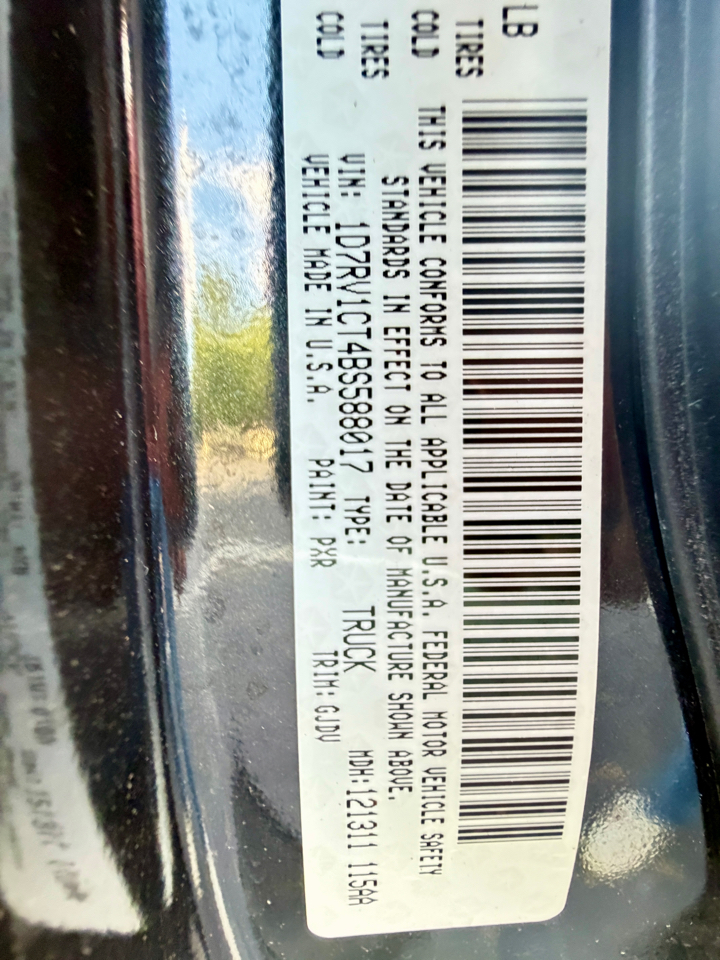 LB
TIRES COLD
TIRES COLD
THIS VEHICLE CONFORMS TO ALL APPLICABLE U.S.A. FEDERAL MOTOR VEHICLE SAFETY
STANDARDS IN EFFECT ON THE DATE OF MANUFACTURE SHOWN ABOVE.
VIN: 1D7RV1CT4BS588017 TYPE: TRUCK MDH:121311 115AA
VEHICLE MADE IN U.S.A. PAINT: PXR TRIM: GJDV